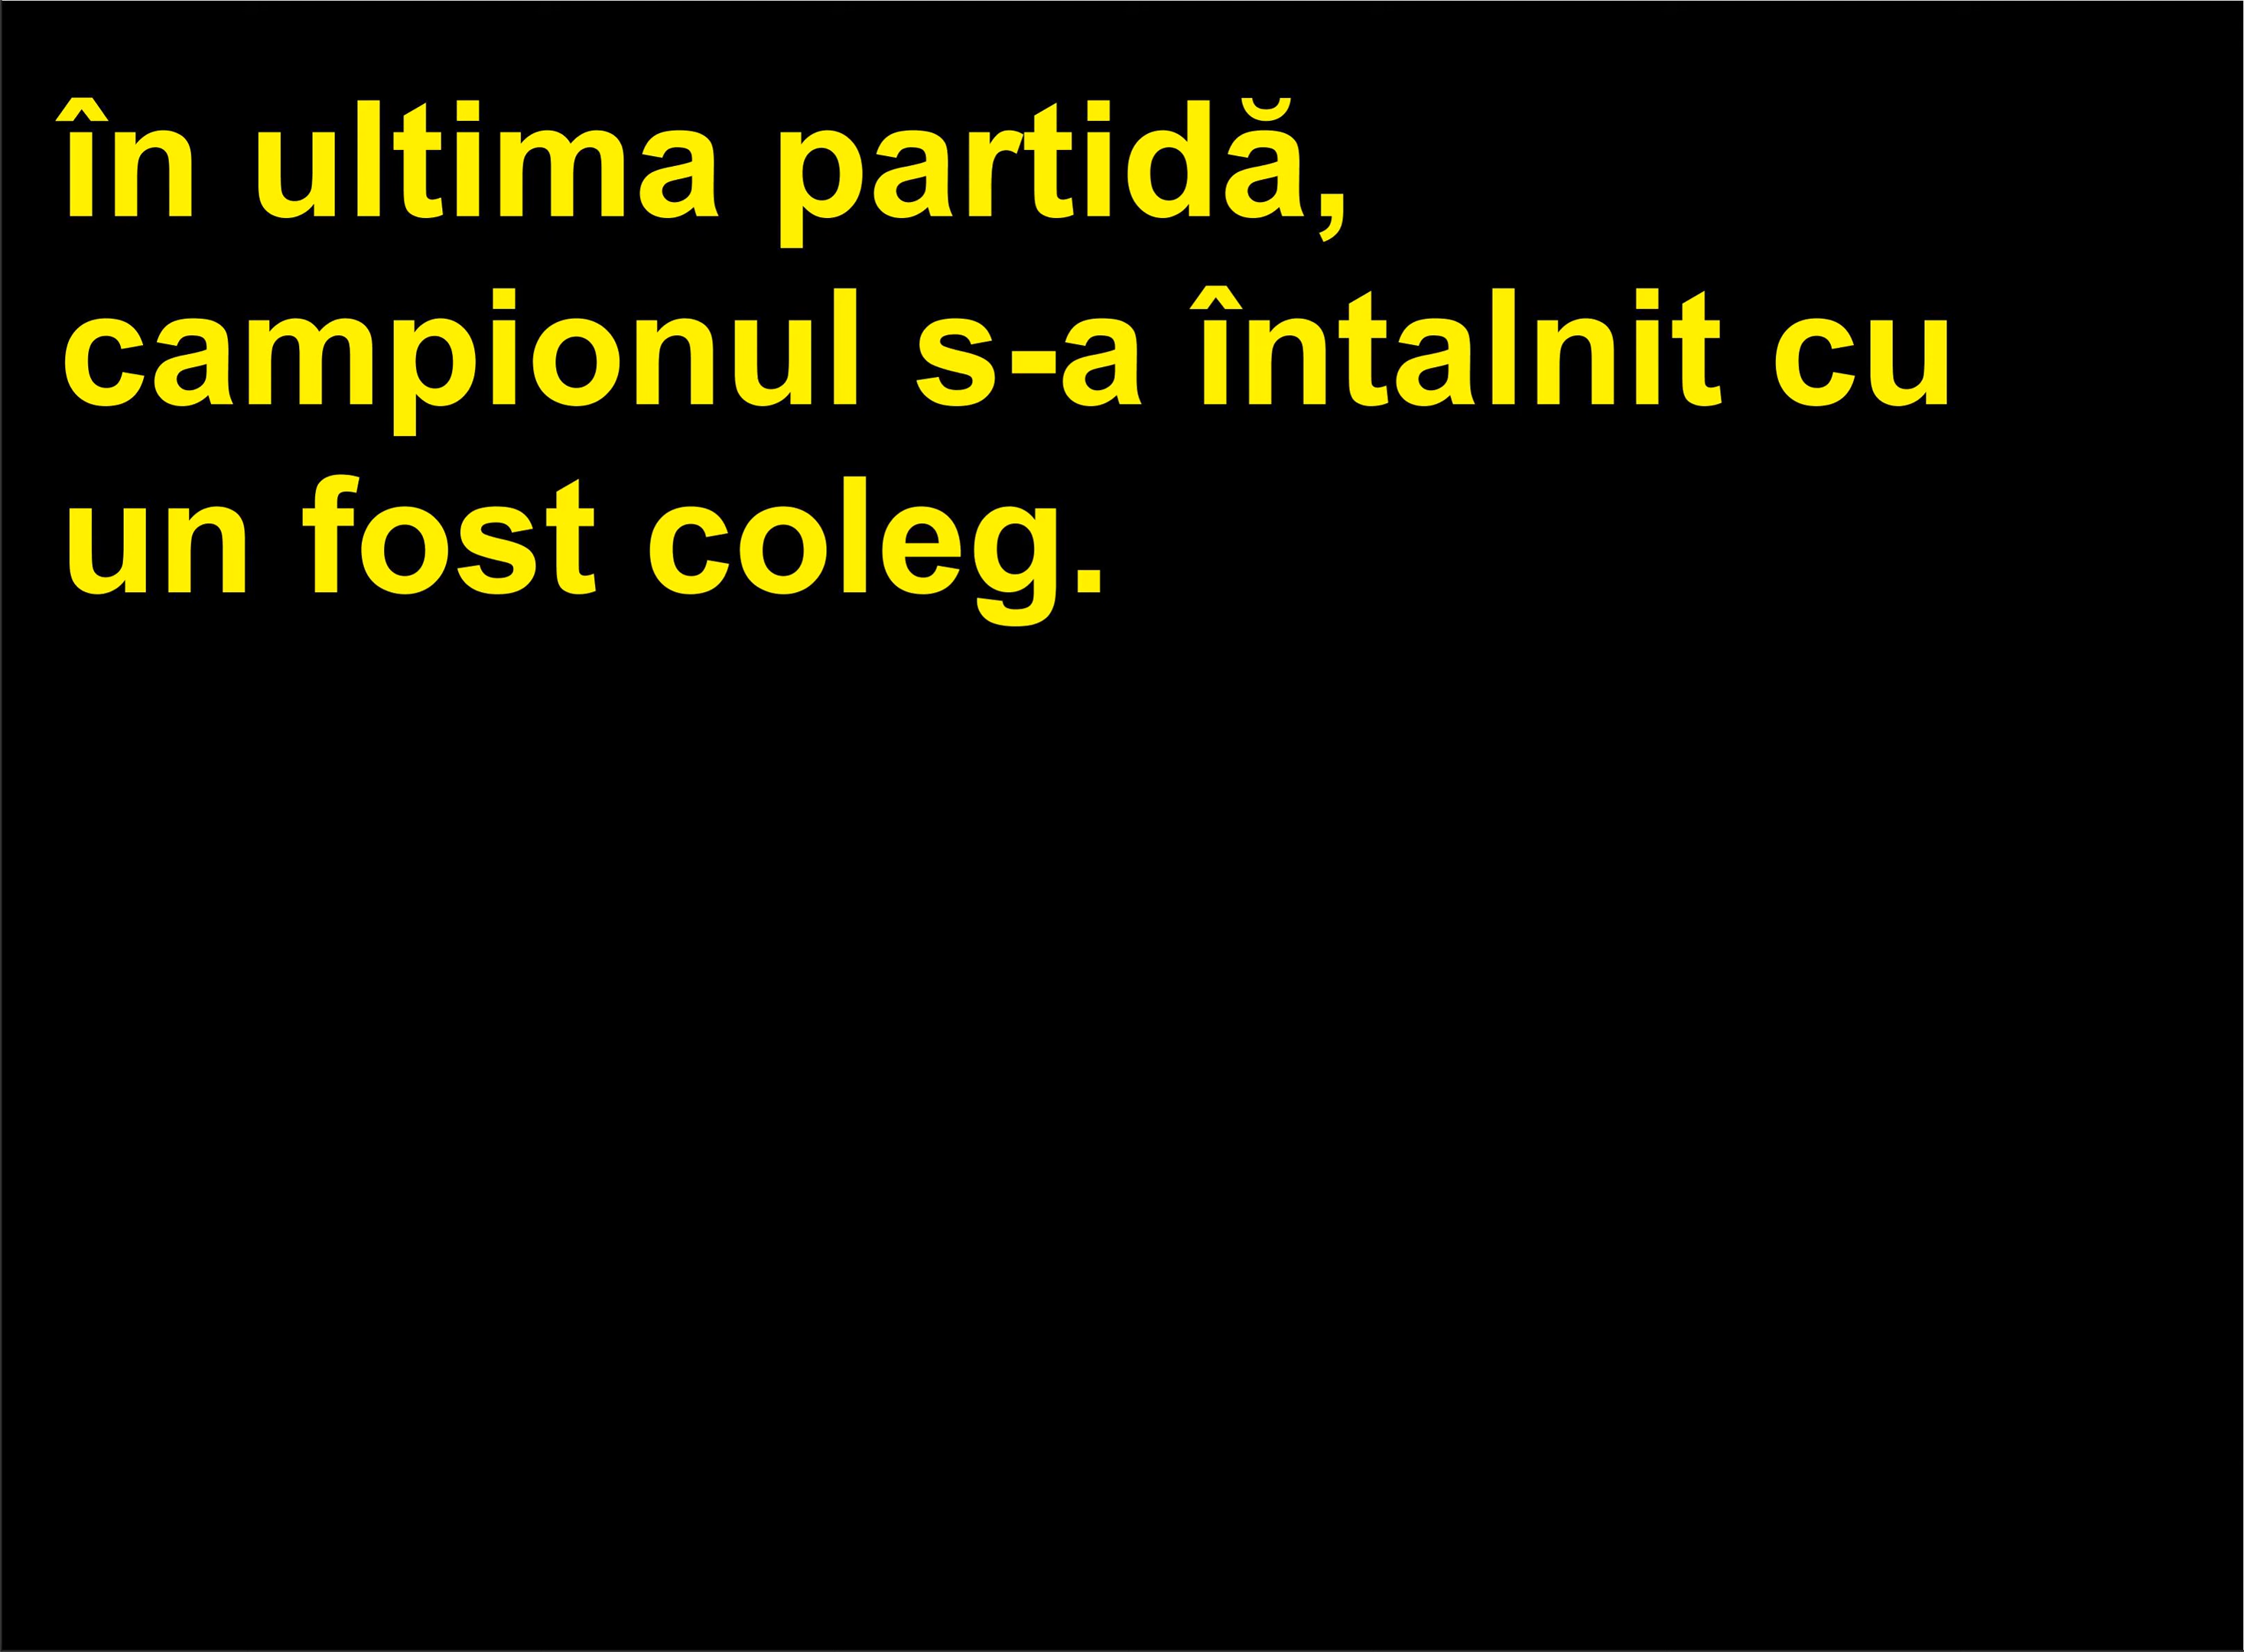 în ultima partidă,
campionul s-a întalnit cu
un fost coleg.